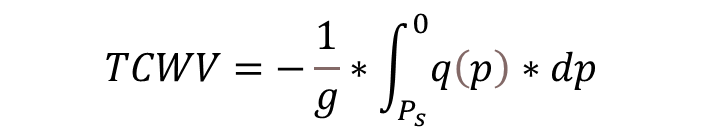 TCWV = − 1/g * ∫_{P_s}^{0} q(p) * dp